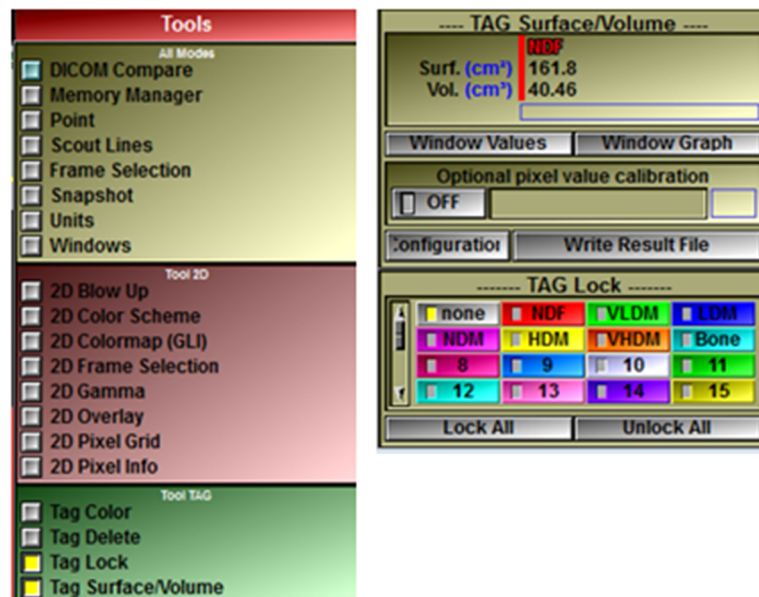 Tools
All Modes
DICOM Compare
Memory Manager
Point
Scout Lines
Frame Selection
Snapshot
Units
Windows
Tool 2D
2D Blow Up
2D Color Scheme
2D Colormap (GLI)
2D Frame Selection
2D Gamma
2D Overlay
2D Pixel Grid
2D Pixel Info
Tool TAG
Tag Color
Tag Delete
Tag Lock
Tag Surface/Volume
---- TAG Surface/Volume ----
NDF
Surf. (cm²) 161.8
Vol. (cm³) 40.46
Window Values Window Graph
Optional pixel value calibration
OFF
Configuration Write Result File
------- TAG Lock -------
none NDF VLDM LDM
NDM HDM VHDM Bone
8 9 10 11
12 13 14 15
Lock All Unlock All